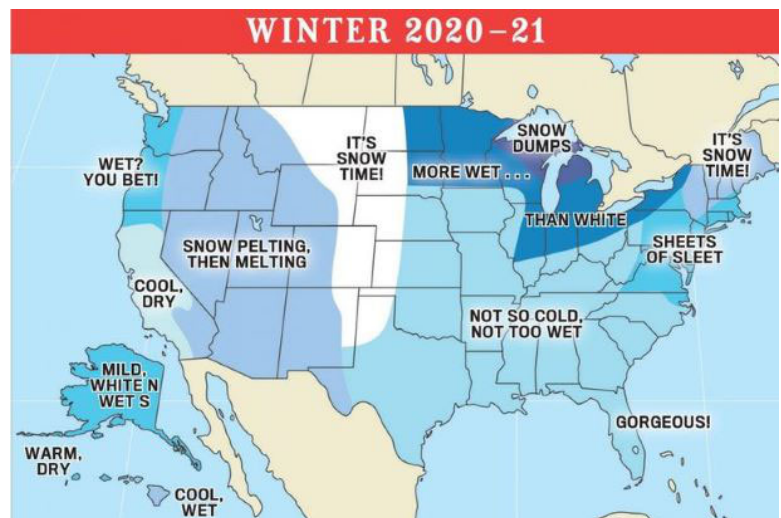 WINTER 2020–21
WET?
YOU BET!
IT'S
SNOW
TIME!
SNOW
DUMPS
IT'S
SNOW
TIME!
MORE WET . . .
THAN WHITE
SNOW PELTING,
THEN MELTING
SHEETS
OF SLEET
COOL,
DRY
NOT SO COLD,
NOT TOO WET
MILD,
WHITE N
WET S
GORGEOUS!
WARM,
DRY
COOL,
WET